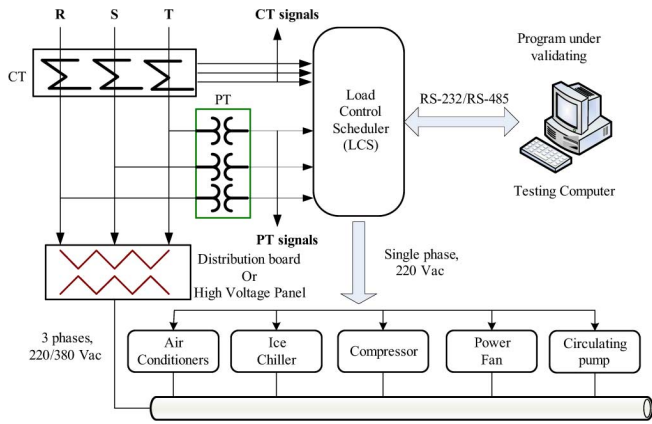 R S T
CT signals
CT
PT
Load
Control
Scheduler
(LCS)
RS-232/RS-485
Program under
validating
Testing Computer
PT signals
Distribution board
Or
High Voltage Panel
Single phase,
220 Vac
3 phases,
220/380 Vac
Air
Conditioners
Ice
Chiller
Compressor
Power
Fan
Circulating
pump